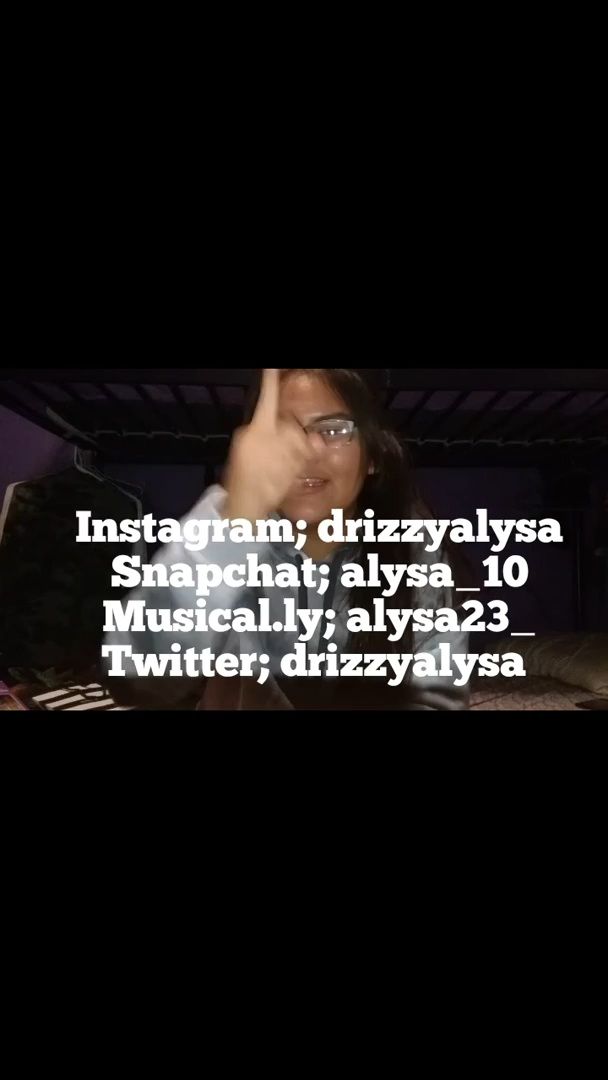 Instagram; drizzyalysa
Snapchat; alysa_10
Musical.ly; alysa23_
Twitter; drizzyalysa